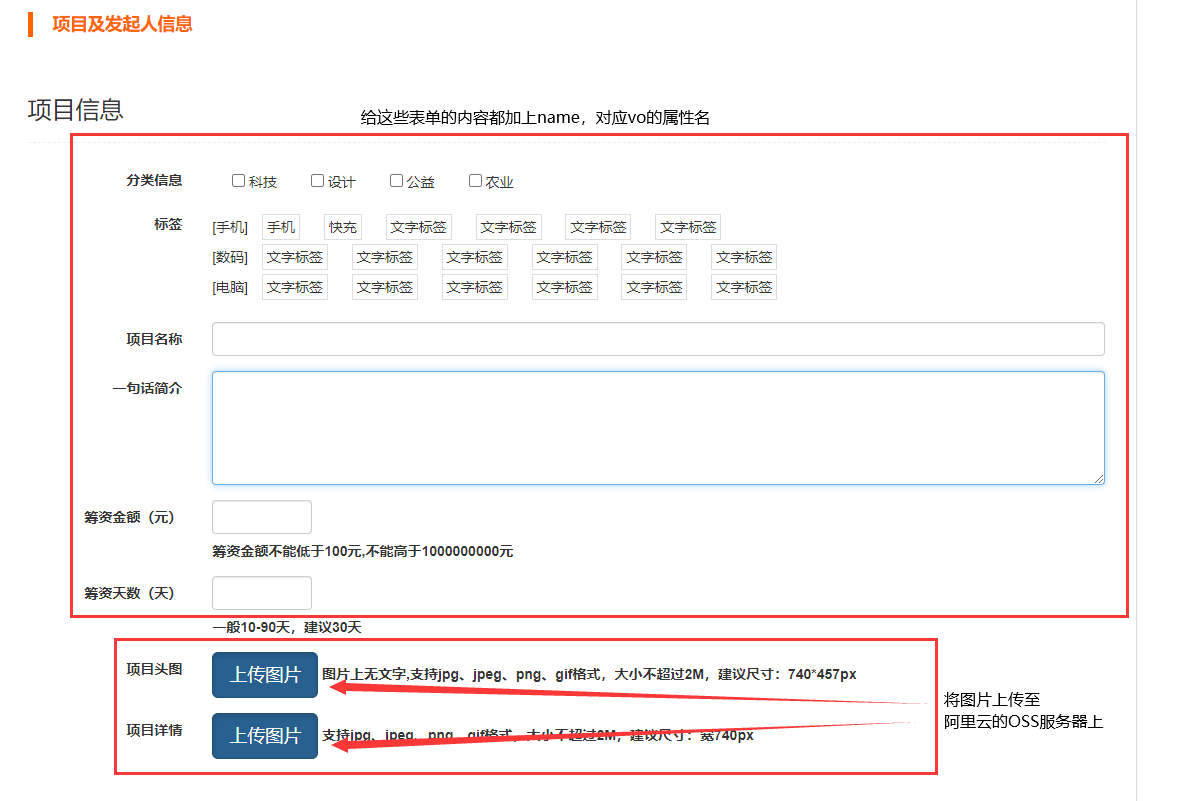 项目及发起人信息
项目信息
给这些表单的内容都加上name，对应vo的属性名
分类信息 科技 设计 公益 农业
标签 [手机] 手机 快充 文字标签 文字标签 文字标签 文字标签
[数码] 文字标签 文字标签 文字标签 文字标签 文字标签 文字标签
[电脑] 文字标签 文字标签 文字标签 文字标签 文字标签 文字标签
项目名称
一句话简介
筹资金额（元）
筹资金额不能低于100元,不能高于1000000000元
筹资天数（天）
一般10-90天，建议30天
项目头图 上传图片 图片上无文字,支持jpg、jpeg、png、gif格式，大小不超过2M，建议尺寸：740*457px
将图片上传至
阿里云的OSS服务器上
项目详情 上传图片 支持jpg、jpeg、png、gif格式，大小不超过2M，建议尺寸：宽740px